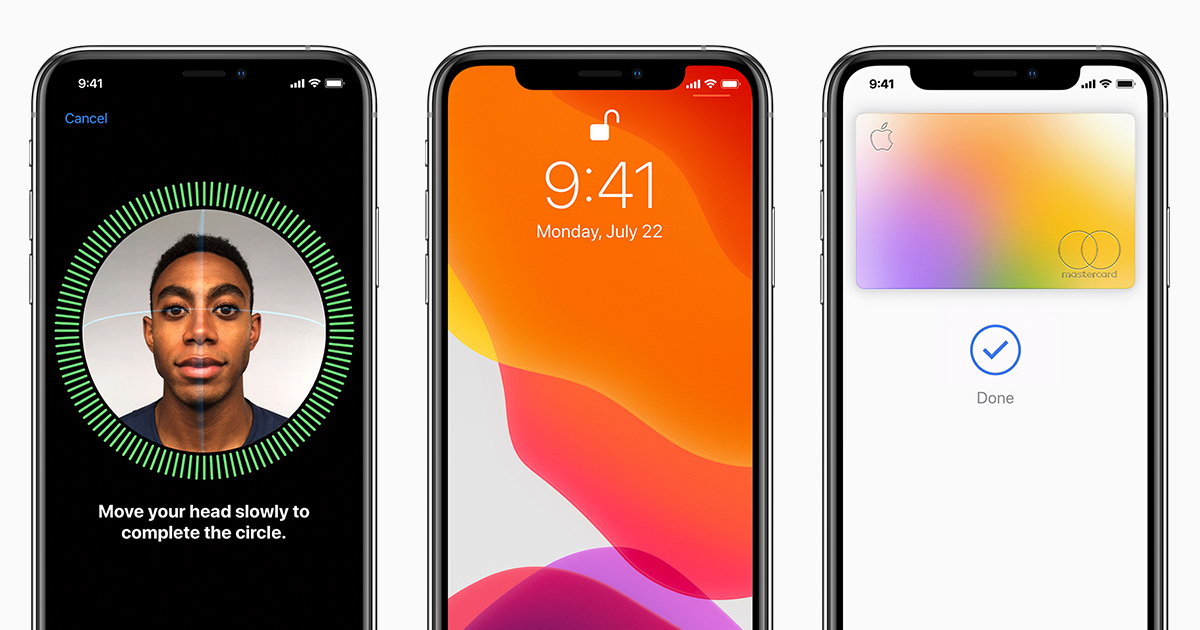 9:41
Cancel
Move your head slowly to
complete the circle.
9:41
Monday, July 22
9:41
mastercard
Done